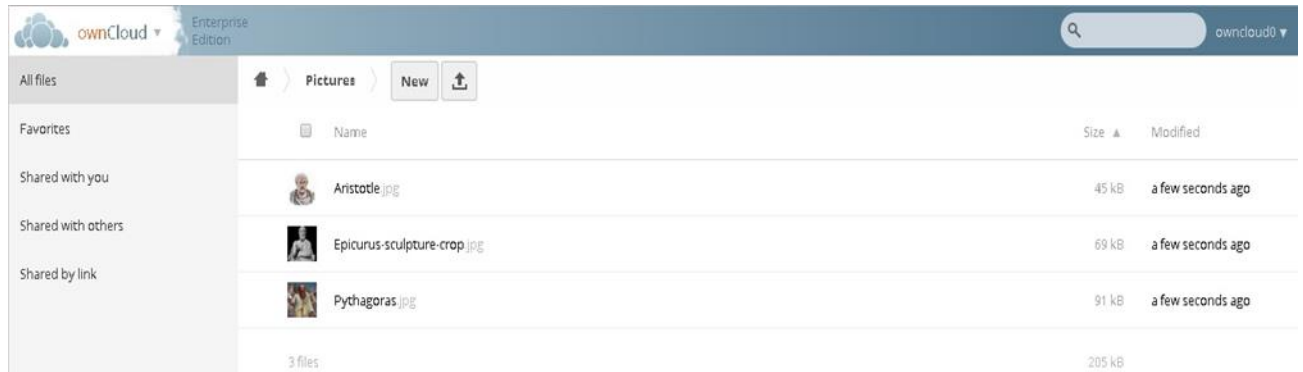 ownCloud
Enterprise
Edition
owncloud0
All files
Favorites
Shared with you
Shared with others
Shared by link
Pictures
New
Name
Size
Modified
Aristotle.jpg
45 kB
a few seconds ago
Epicurus-sculpture-crop.jpg
69 kB
a few seconds ago
Pythagoras.jpg
91 kB
a few seconds ago
3 files
205 kB